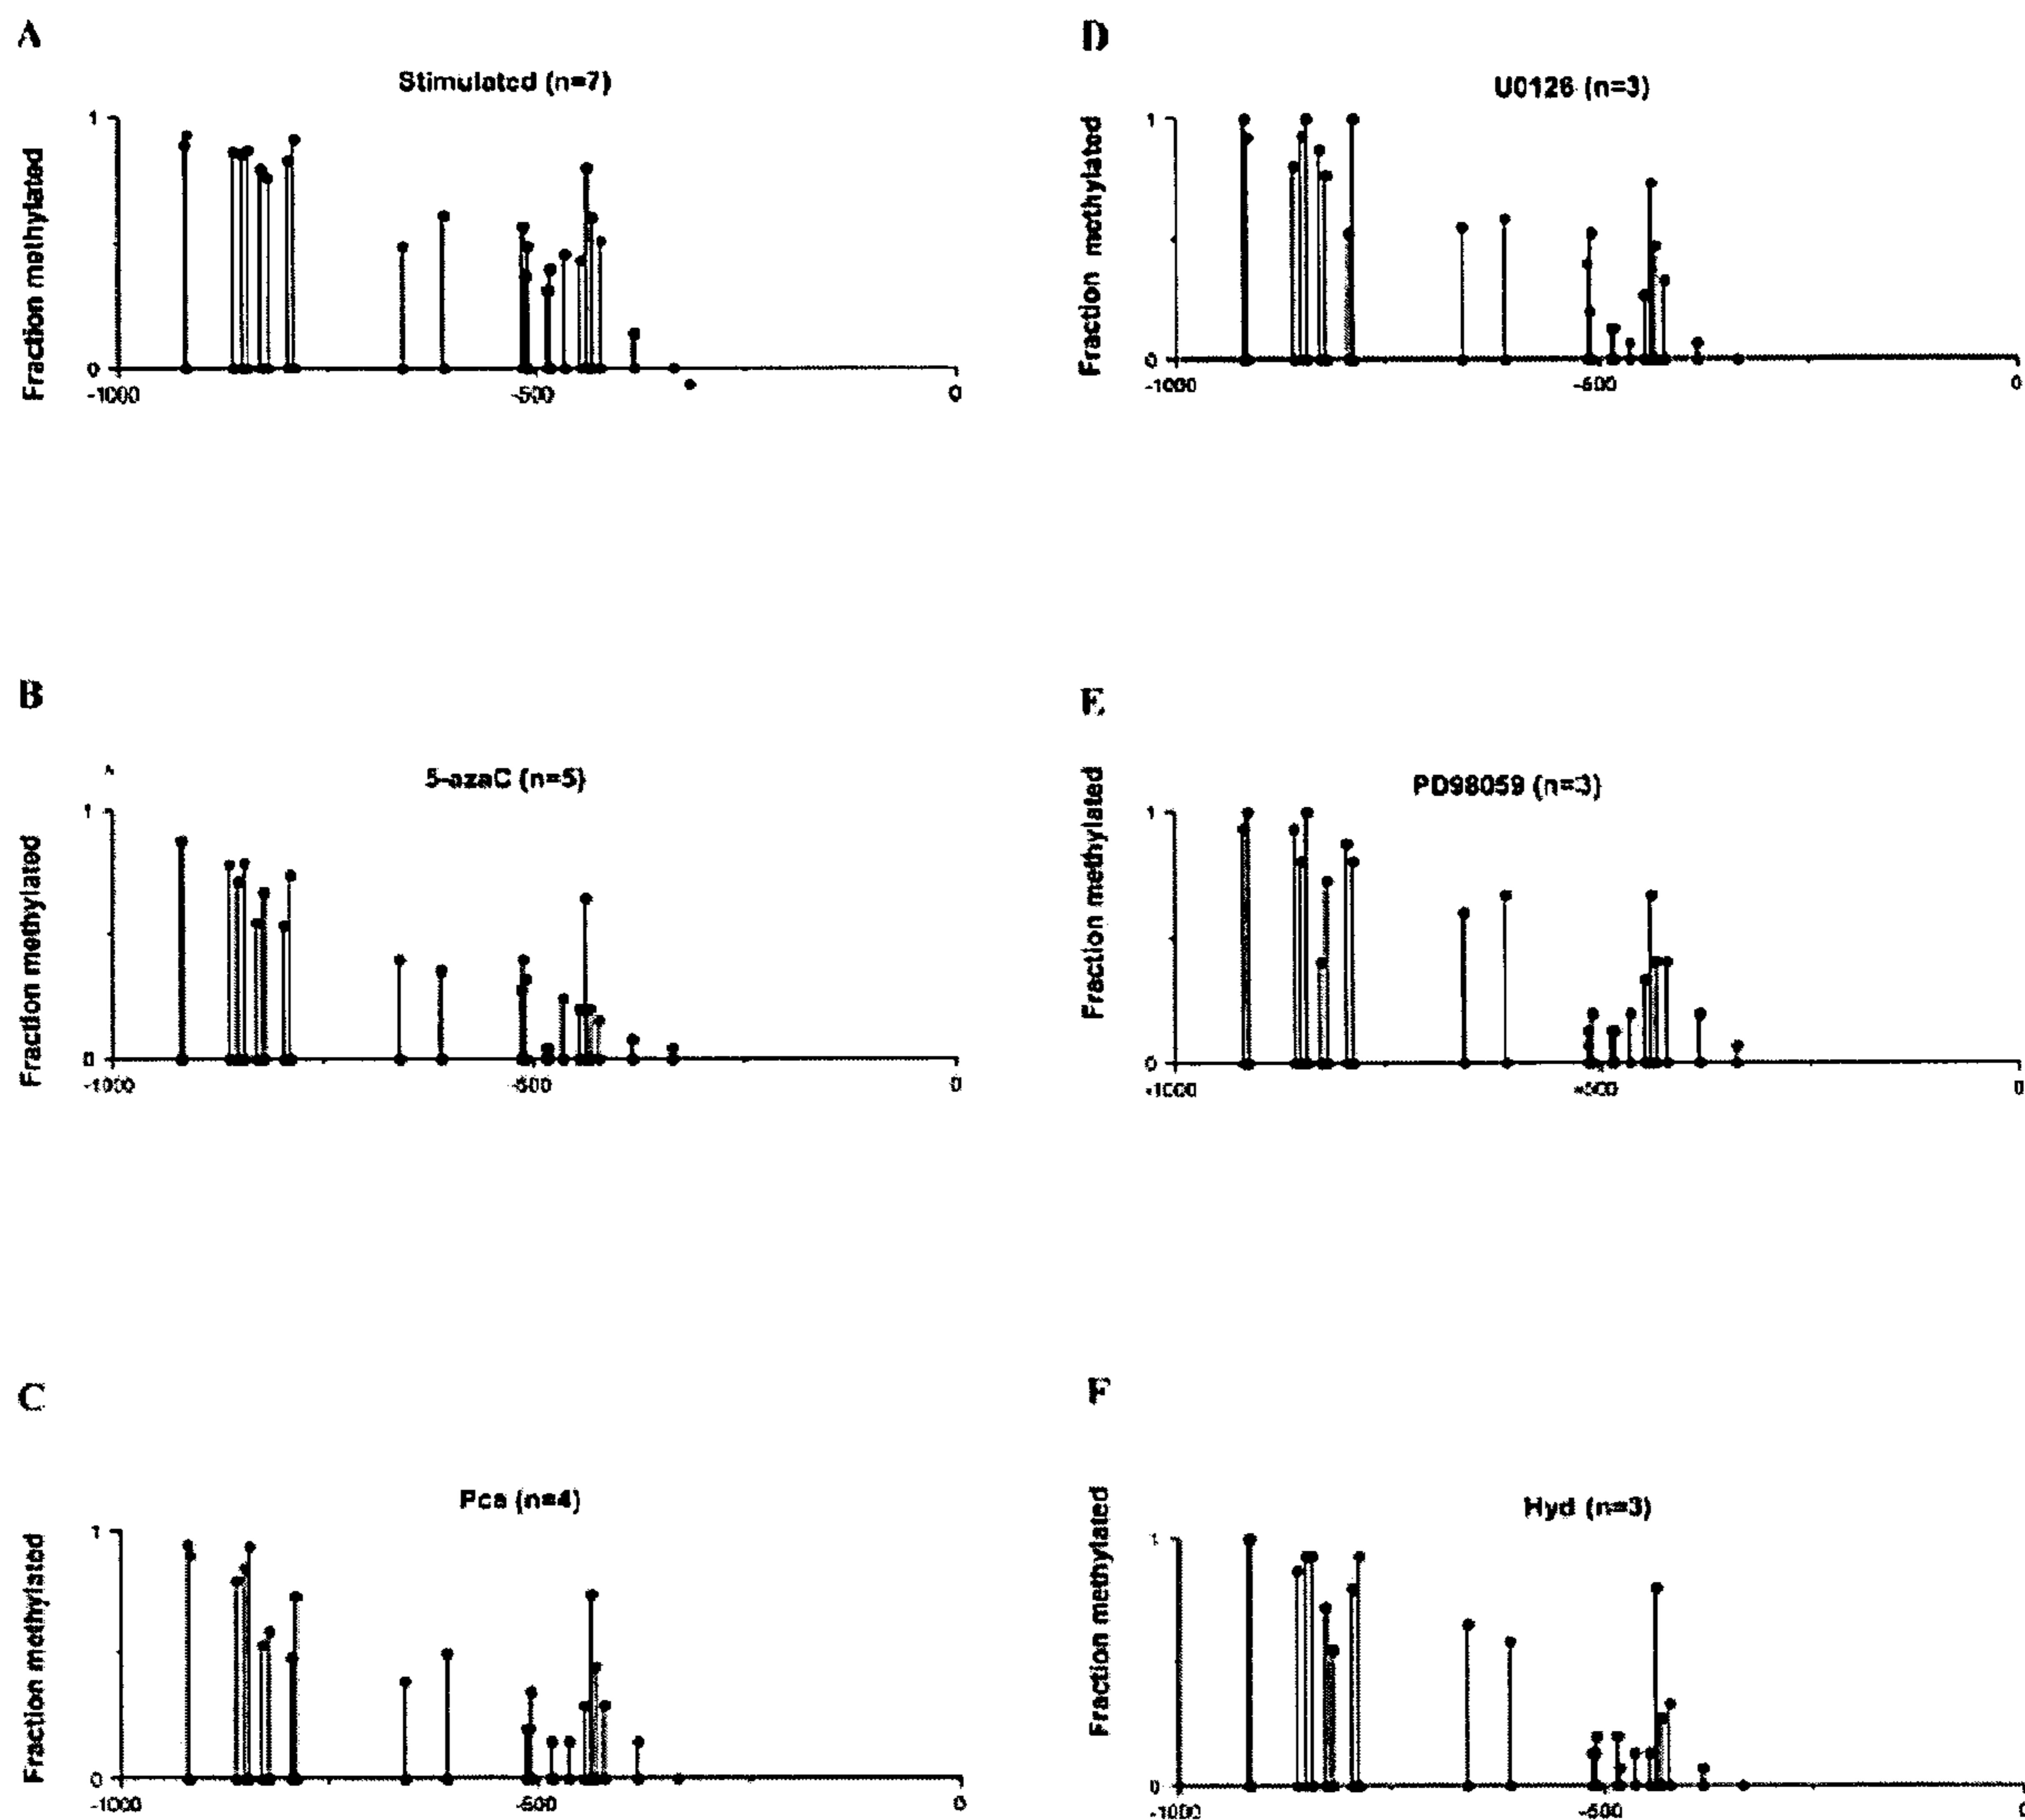 A
Stimulated (n=7)
Fraction methylated
1
0
-1000
-500
0
B
5-azaC (n=5)
Fraction methylated
1
0
-1000
-500
0
C
Pca (n=4)
Fraction methylated
1
0
-1000
-500
0
D
U0126 (n=3)
Fraction methylated
1
0
-1000
-500
0
E
PD98059 (n=3)
Fraction methylated
1
0
-1000
-500
0
F
Hyd (n=3)
Fraction methylated
1
0
-1000
-500
0